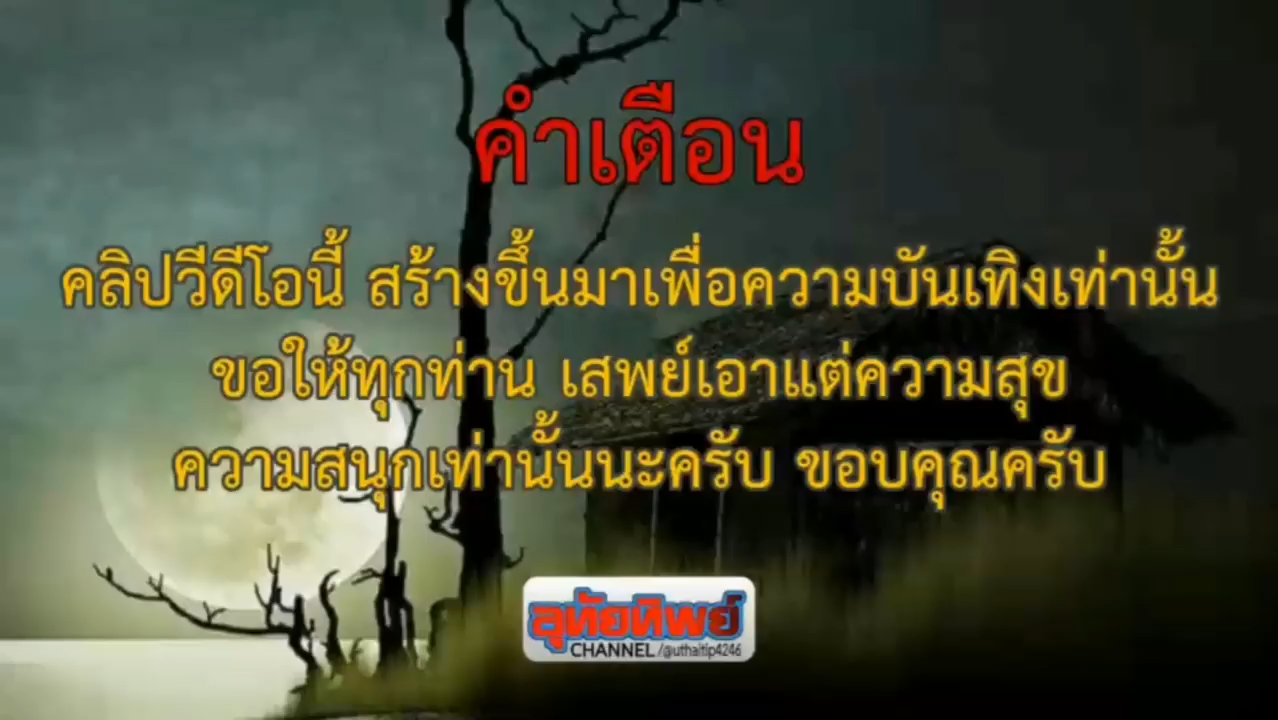 คำเตือน
คลิปวีดีโอนี้ สร้างขึ้นมาเพื่อความบันเทิงเท่านั้น
ขอให้ทุกท่าน เสพย์เอาแต่ความสุข
ความสนุกเท่านั้นนะครับ ขอบคุณครับ
อุทัยทิพย์
CHANNEL /@uthaitip4246